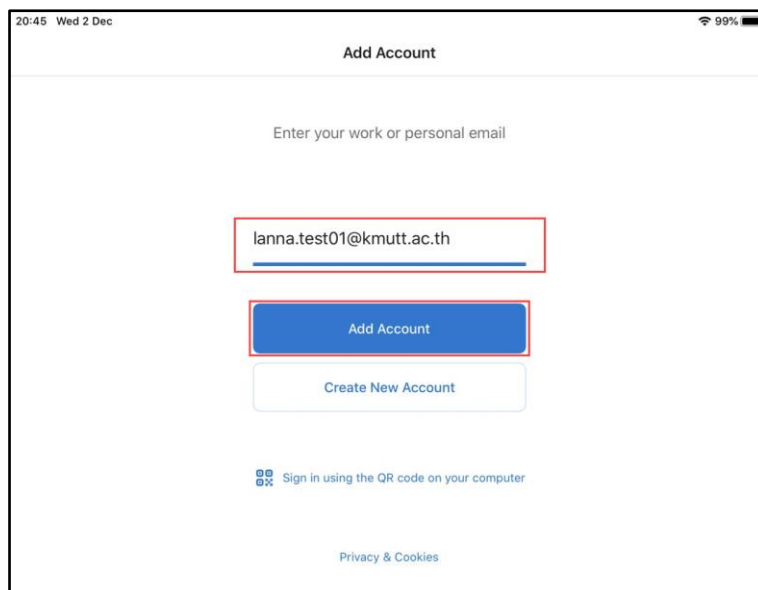 20:45 Wed 2 Dec 99%
Add Account
Enter your work or personal email
lanna.test01@kmutt.ac.th
Add Account
Create New Account
Sign in using the QR code on your computer
Privacy & Cookies